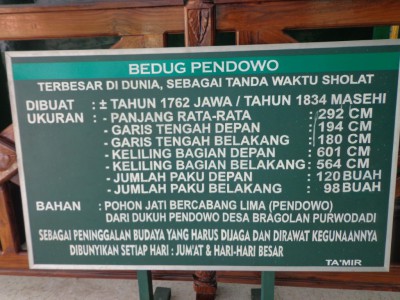 BEDUG PENDOWO
TERBESAR DI DUNIA, SEBAGAI TANDA WAKTU SHOLAT
DIBUAT : ± TAHUN 1762 JAWA / TAHUN 1834 MASEHI
UKURAN : - PANJANG RATA-RATA : 292 CM
- GARIS TENGAH DEPAN : 194 CM
- GARIS TENGAH BELAKANG : 180 CM
- KELILING BAGIAN DEPAN : 601 CM
- KELILING BAGIAN BELAKANG : 564 CM
- JUMLAH PAKU DEPAN : 120 BUAH
- JUMLAH PAKU BELAKANG : 98 BUAH
BAHAN : POHON JATI BERCABANG LIMA (PENDOWO)
DARI DUKUH PENDOWO DESA BRAGOLAN PURWODADI
SEBAGAI PENINGGALAN BUDAYA YANG HARUS DIJAGA DAN DIRAWAT KEGUNAANNYA
DIBUNYIKAN SETIAP HARI : JUM'AT & HARI-HARI BESAR
TA'MIR